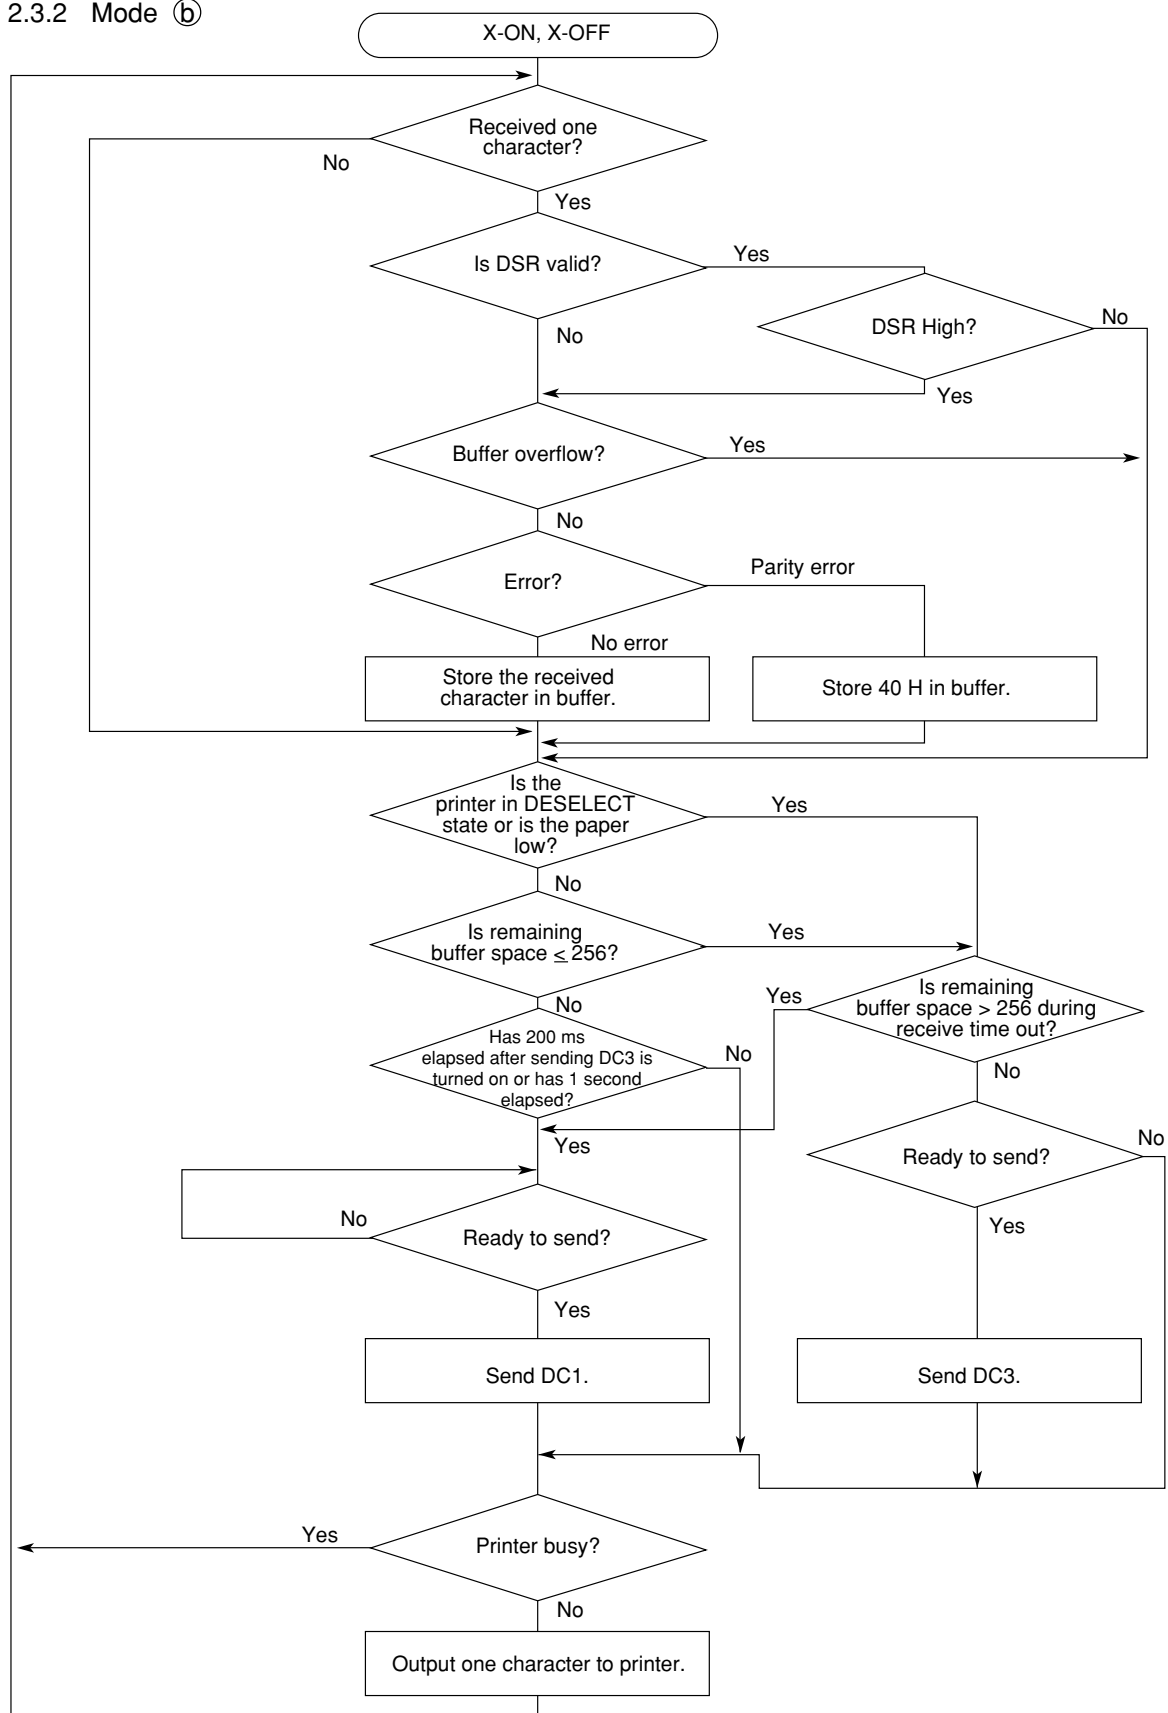 2.3.2 Mode ⓑ
X-ON, X-OFF
Received one
character?
No
Yes
Is DSR valid?
Yes
No
DSR High?
No
Yes
Buffer overflow?
Yes
No
Error?
Parity error
No error
Store the received
character in buffer.
Store 40 H in buffer.
Is the
printer in DESELECT
state or is the paper
low?
Yes
No
Is remaining
buffer space ≤ 256?
Yes
No
Is remaining
buffer space > 256 during
receive time out?
Yes
No
Has 200 ms
elapsed after sending DC3 is
turned on or has 1 second
elapsed?
No
Yes
Ready to send?
No
Yes
Ready to send?
No
Yes
Send DC1.
Send DC3.
Printer busy?
Yes
No
Output one character to printer.